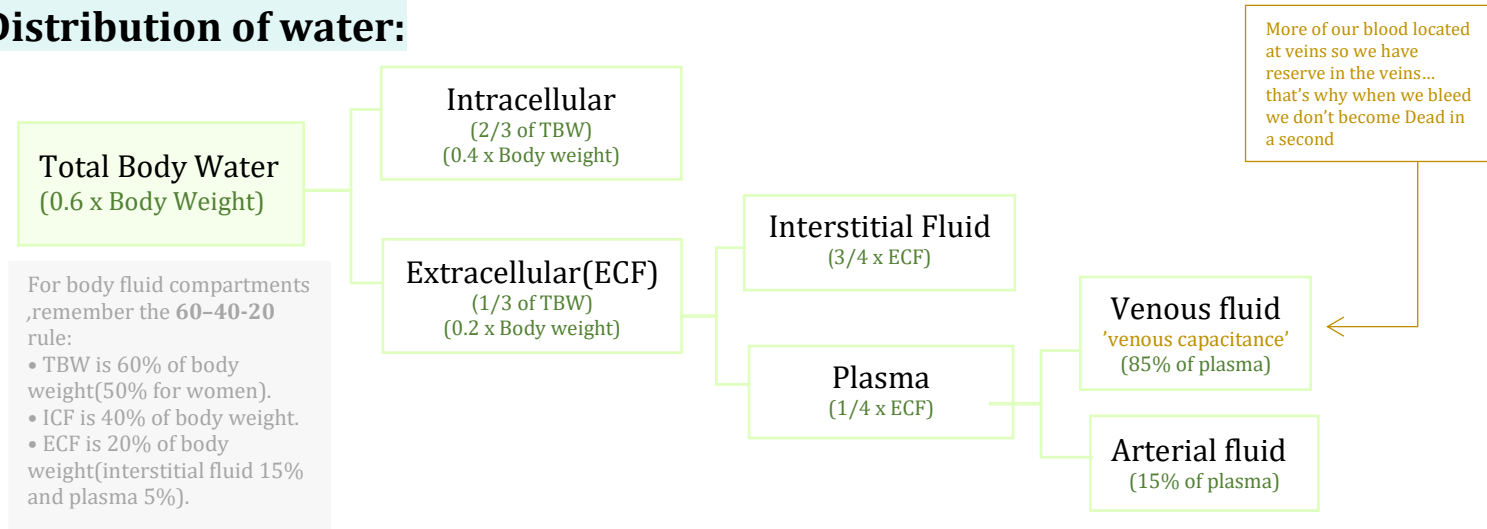 Distribution of water:
More of our blood located
at veins so we have
reserve in the veins...
that's why when we bleed
we don't become Dead in
a second
Total Body Water
(0.6 x Body Weight)
Intracellular
(2/3 of TBW)
(0.4 x Body weight)
Extracellular(ECF)
(1/3 of TBW)
(0.2 x Body weight)
Interstitial Fluid
(3/4 x ECF)
Plasma
(1/4 x ECF)
Venous fluid
'venous capacitance'
(85% of plasma)
Arterial fluid
(15% of plasma)
For body fluid compartments
,remember the 60–40-20
rule:
• TBW is 60% of body
weight(50% for women).
• ICF is 40% of body weight.
• ECF is 20% of body
weight(interstitial fluid 15%
and plasma 5%).